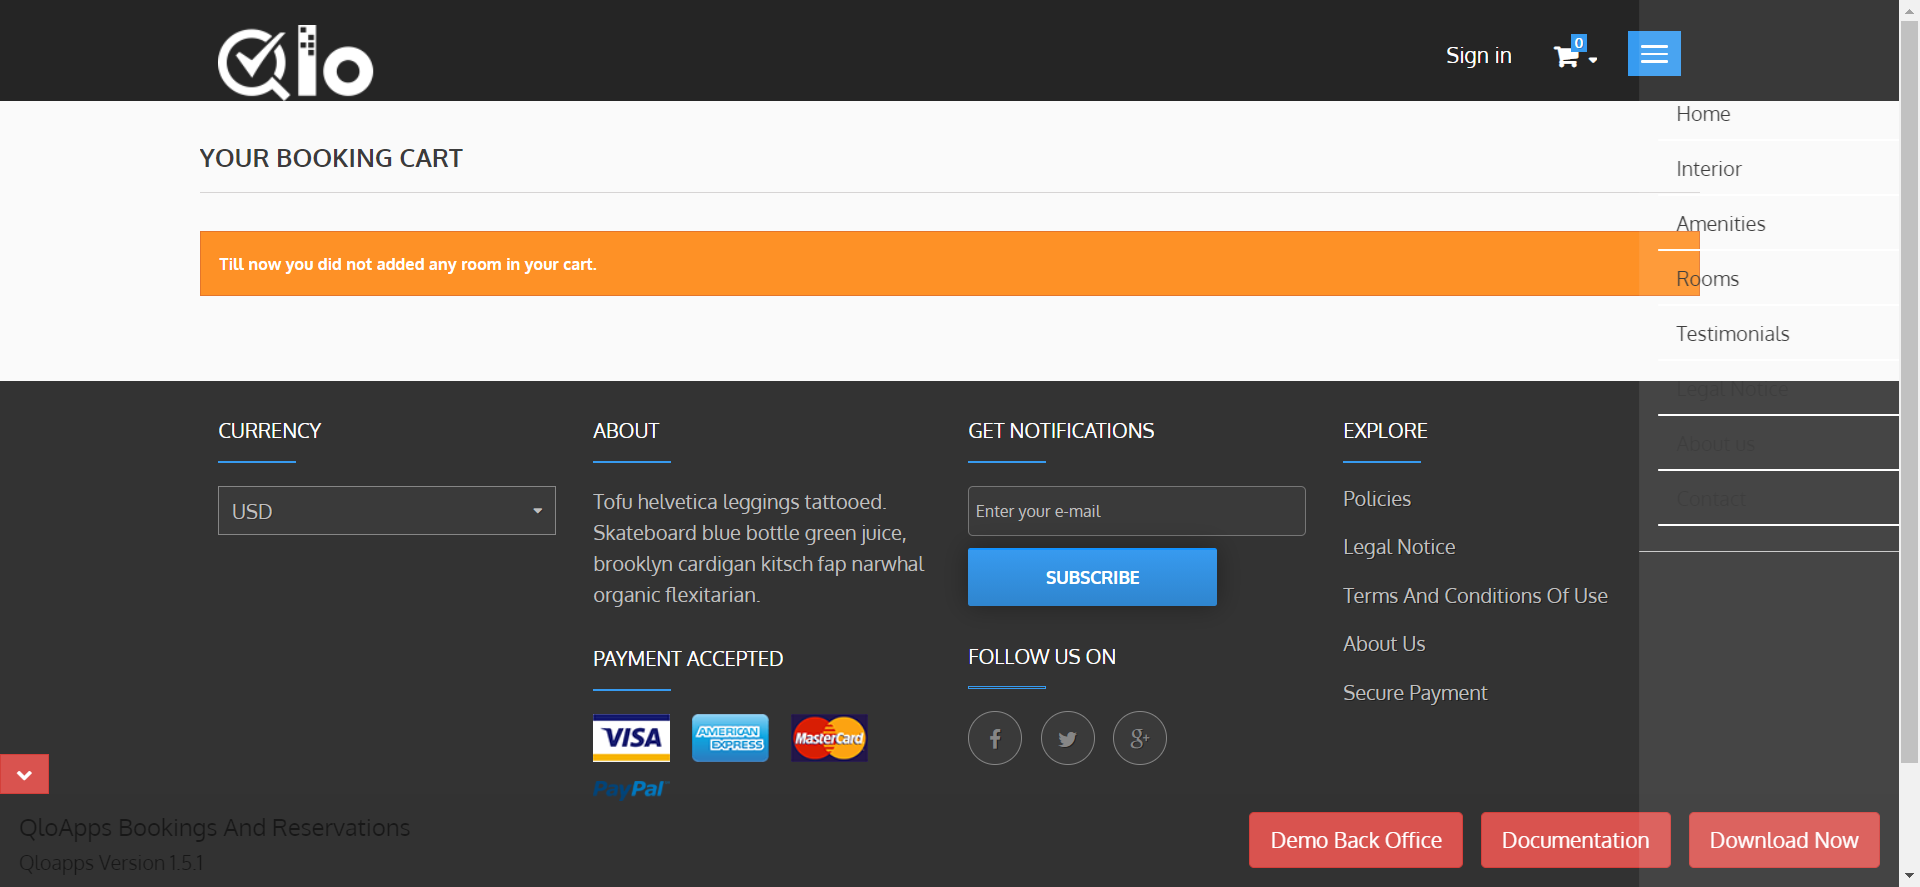 Qlo
Sign in
0
Home
YOUR BOOKING CART
Interior
Amenities
Till now you did not added any room in your cart.
Rooms
Testimonials
Legal Notice
About us
Contact
CURRENCY
USD
ABOUT
Tofu helvetica leggings tattooed.
Skateboard blue bottle green juice,
brooklyn cardigan kitsch fap narwhal
organic flexitarian.
PAYMENT ACCEPTED
VISA
AMERICAN
EXPRESS
MasterCard
PayPal
GET NOTIFICATIONS
Enter your e-mail
SUBSCRIBE
FOLLOW US ON
EXPLORE
Policies
Legal Notice
Terms And Conditions Of Use
About Us
Secure Payment
QloApps Bookings And Reservations
Qloapps Version 1.5.1
Demo Back Office
Documentation
Download Now